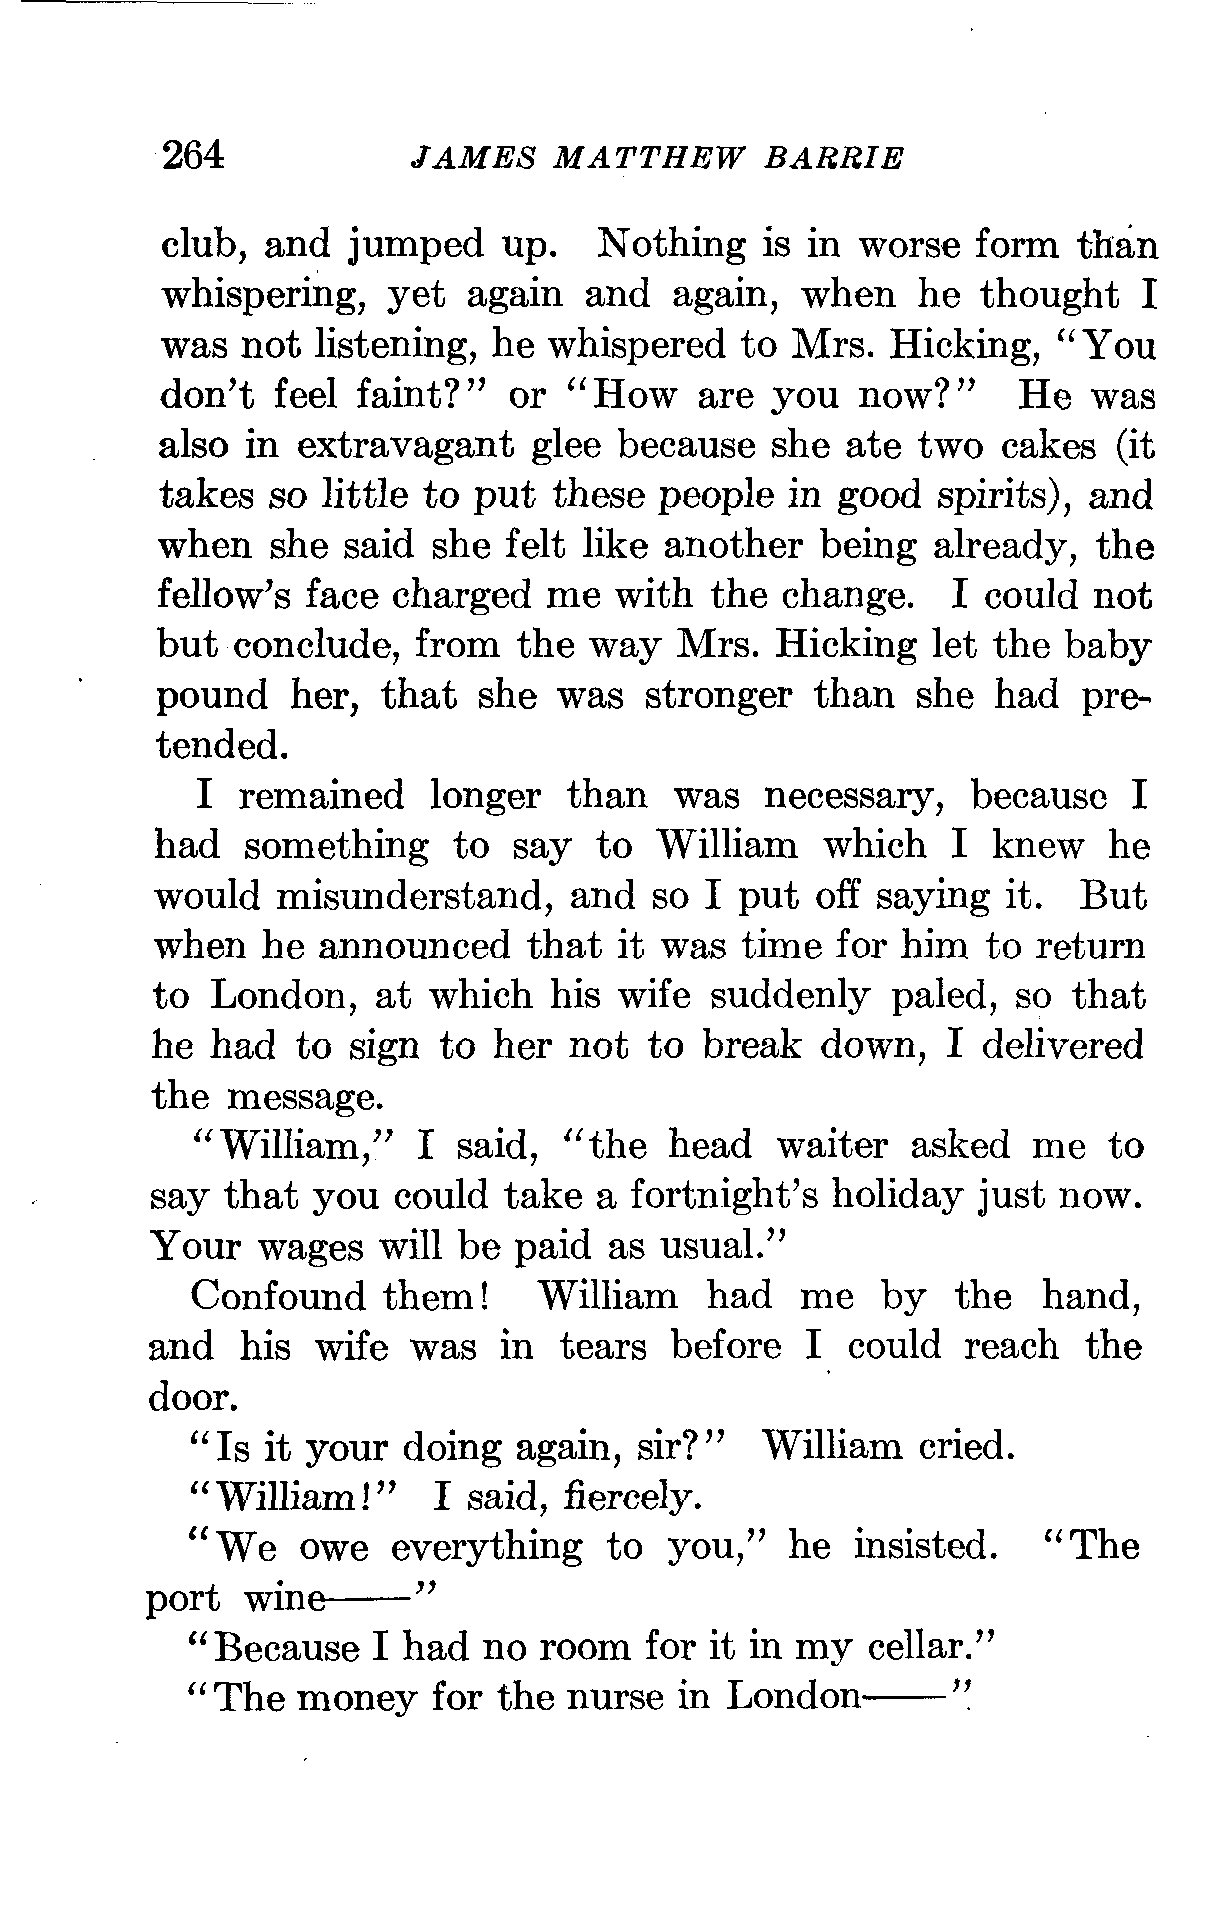 264 JAMES MATTHEW BARRIE
club, and jumped up. Nothing is in worse form than
whispering, yet again and again, when he thought I
was not listening, he whispered to Mrs. Hicking, "You
don't feel faint?" or "How are you now?" He was
also in extravagant glee because she ate two cakes (it
takes so little to put these people in good spirits), and
when she said she felt like another being already, the
fellow's face charged me with the change. I could not
but conclude, from the way Mrs. Hicking let the baby
pound her, that she was stronger than she had pre-
tended.
I remained longer than was necessary, because I
had something to say to William which I knew he
would misunderstand, and so I put off saying it. But
when he announced that it was time for him to return
to London, at which his wife suddenly paled, so that
he had to sign to her not to break down, I delivered
the message.
"William," I said, "the head waiter asked me to
say that you could take a fortnight's holiday just now.
Your wages will be paid as usual."
Confound them! William had me by the hand,
and his wife was in tears before I could reach the
door.
"Is it your doing again, sir?" William cried.
"William!" I said, fiercely.
"We owe everything to you," he insisted. "The
port wine——"
"Because I had no room for it in my cellar."
"The money for the nurse in London——"